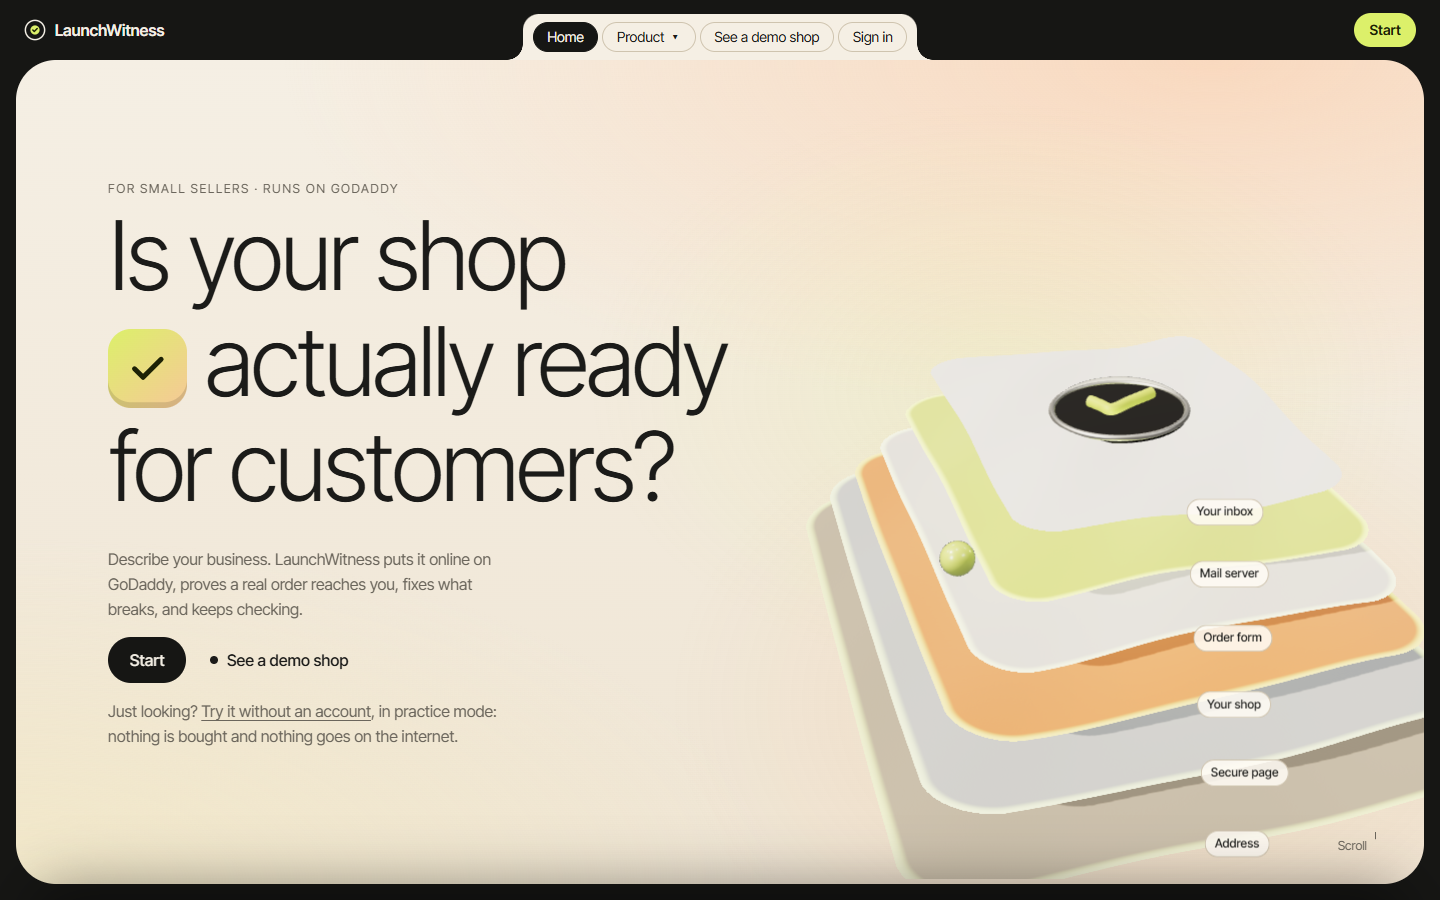 LaunchWitness
Home
Product
See a demo shop
Sign in
Start
FOR SMALL SELLERS · RUNS ON GODADDY
Is your shop
actually ready
for customers?
Describe your business. LaunchWitness puts it online on
GoDaddy, proves a real order reaches you, fixes what
breaks, and keeps checking.
Start
See a demo shop
Just looking? Try it without an account, in practice mode:
nothing is bought and nothing goes on the internet.
Your inbox
Mail server
Order form
Your shop
Secure page
Address
Scroll